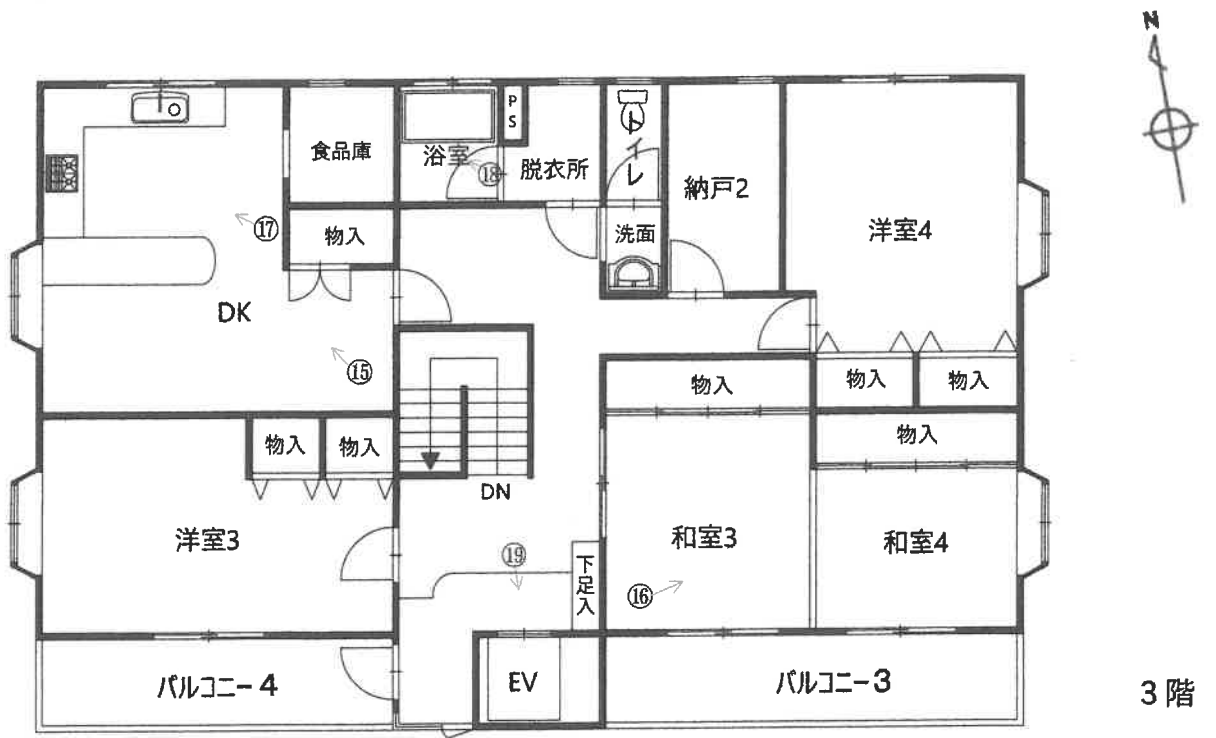 N
PS
食品庫
浴室
⑱
脱衣所
トイレ
納戸2
洋室4
⑰
物入
洗面
DK
⑮
物入
物入
物入
物入
物入
物入
DN
洋室3
和室3
和室4
⑲
下足入
⑯
バルコニー4
EV
バルコニー3
3階